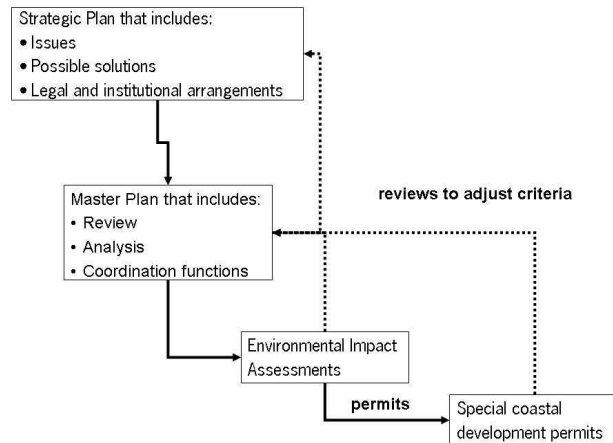 Strategic Plan that includes:
• Issues
• Possible solutions
• Legal and institutional arrangements
Master Plan that includes:
• Review
• Analysis
• Coordination functions
reviews to adjust criteria
Environmental Impact
Assessments
permits
Special coastal
development permits